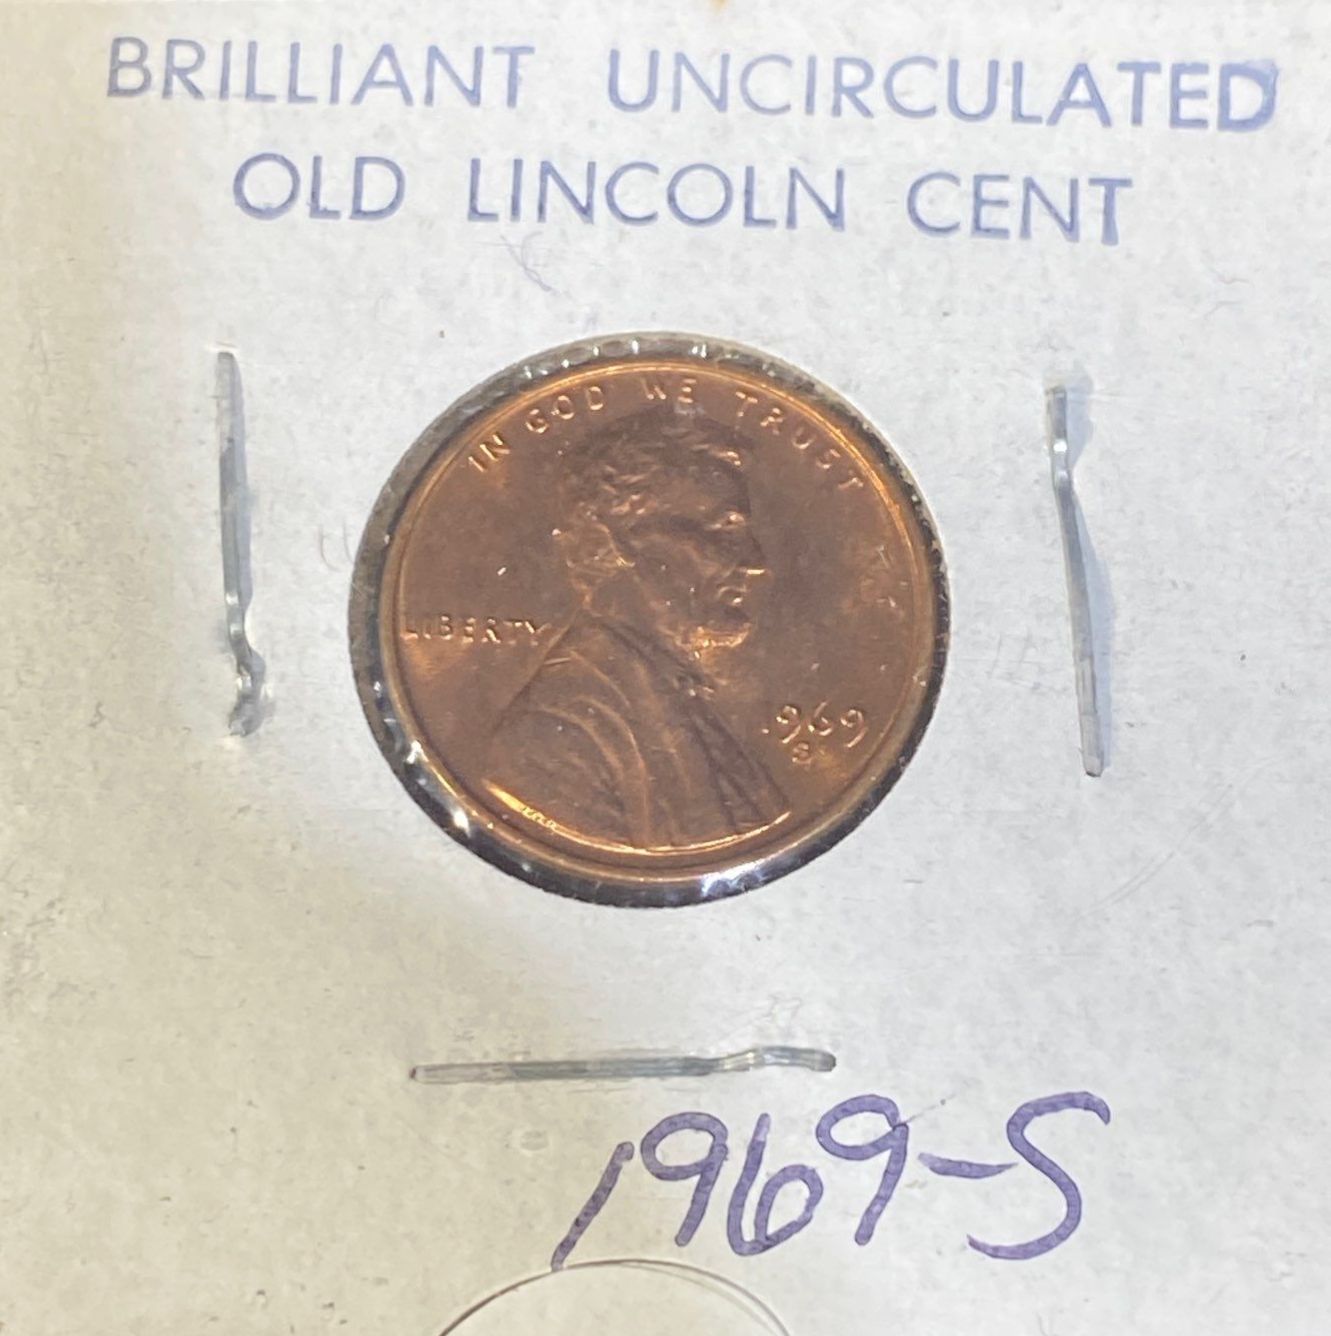 BRILLIANT UNCIRCULATED
OLD LINCOLN CENT
IN GOD WE TRUST
LIBERTY
1969
S
1969-S